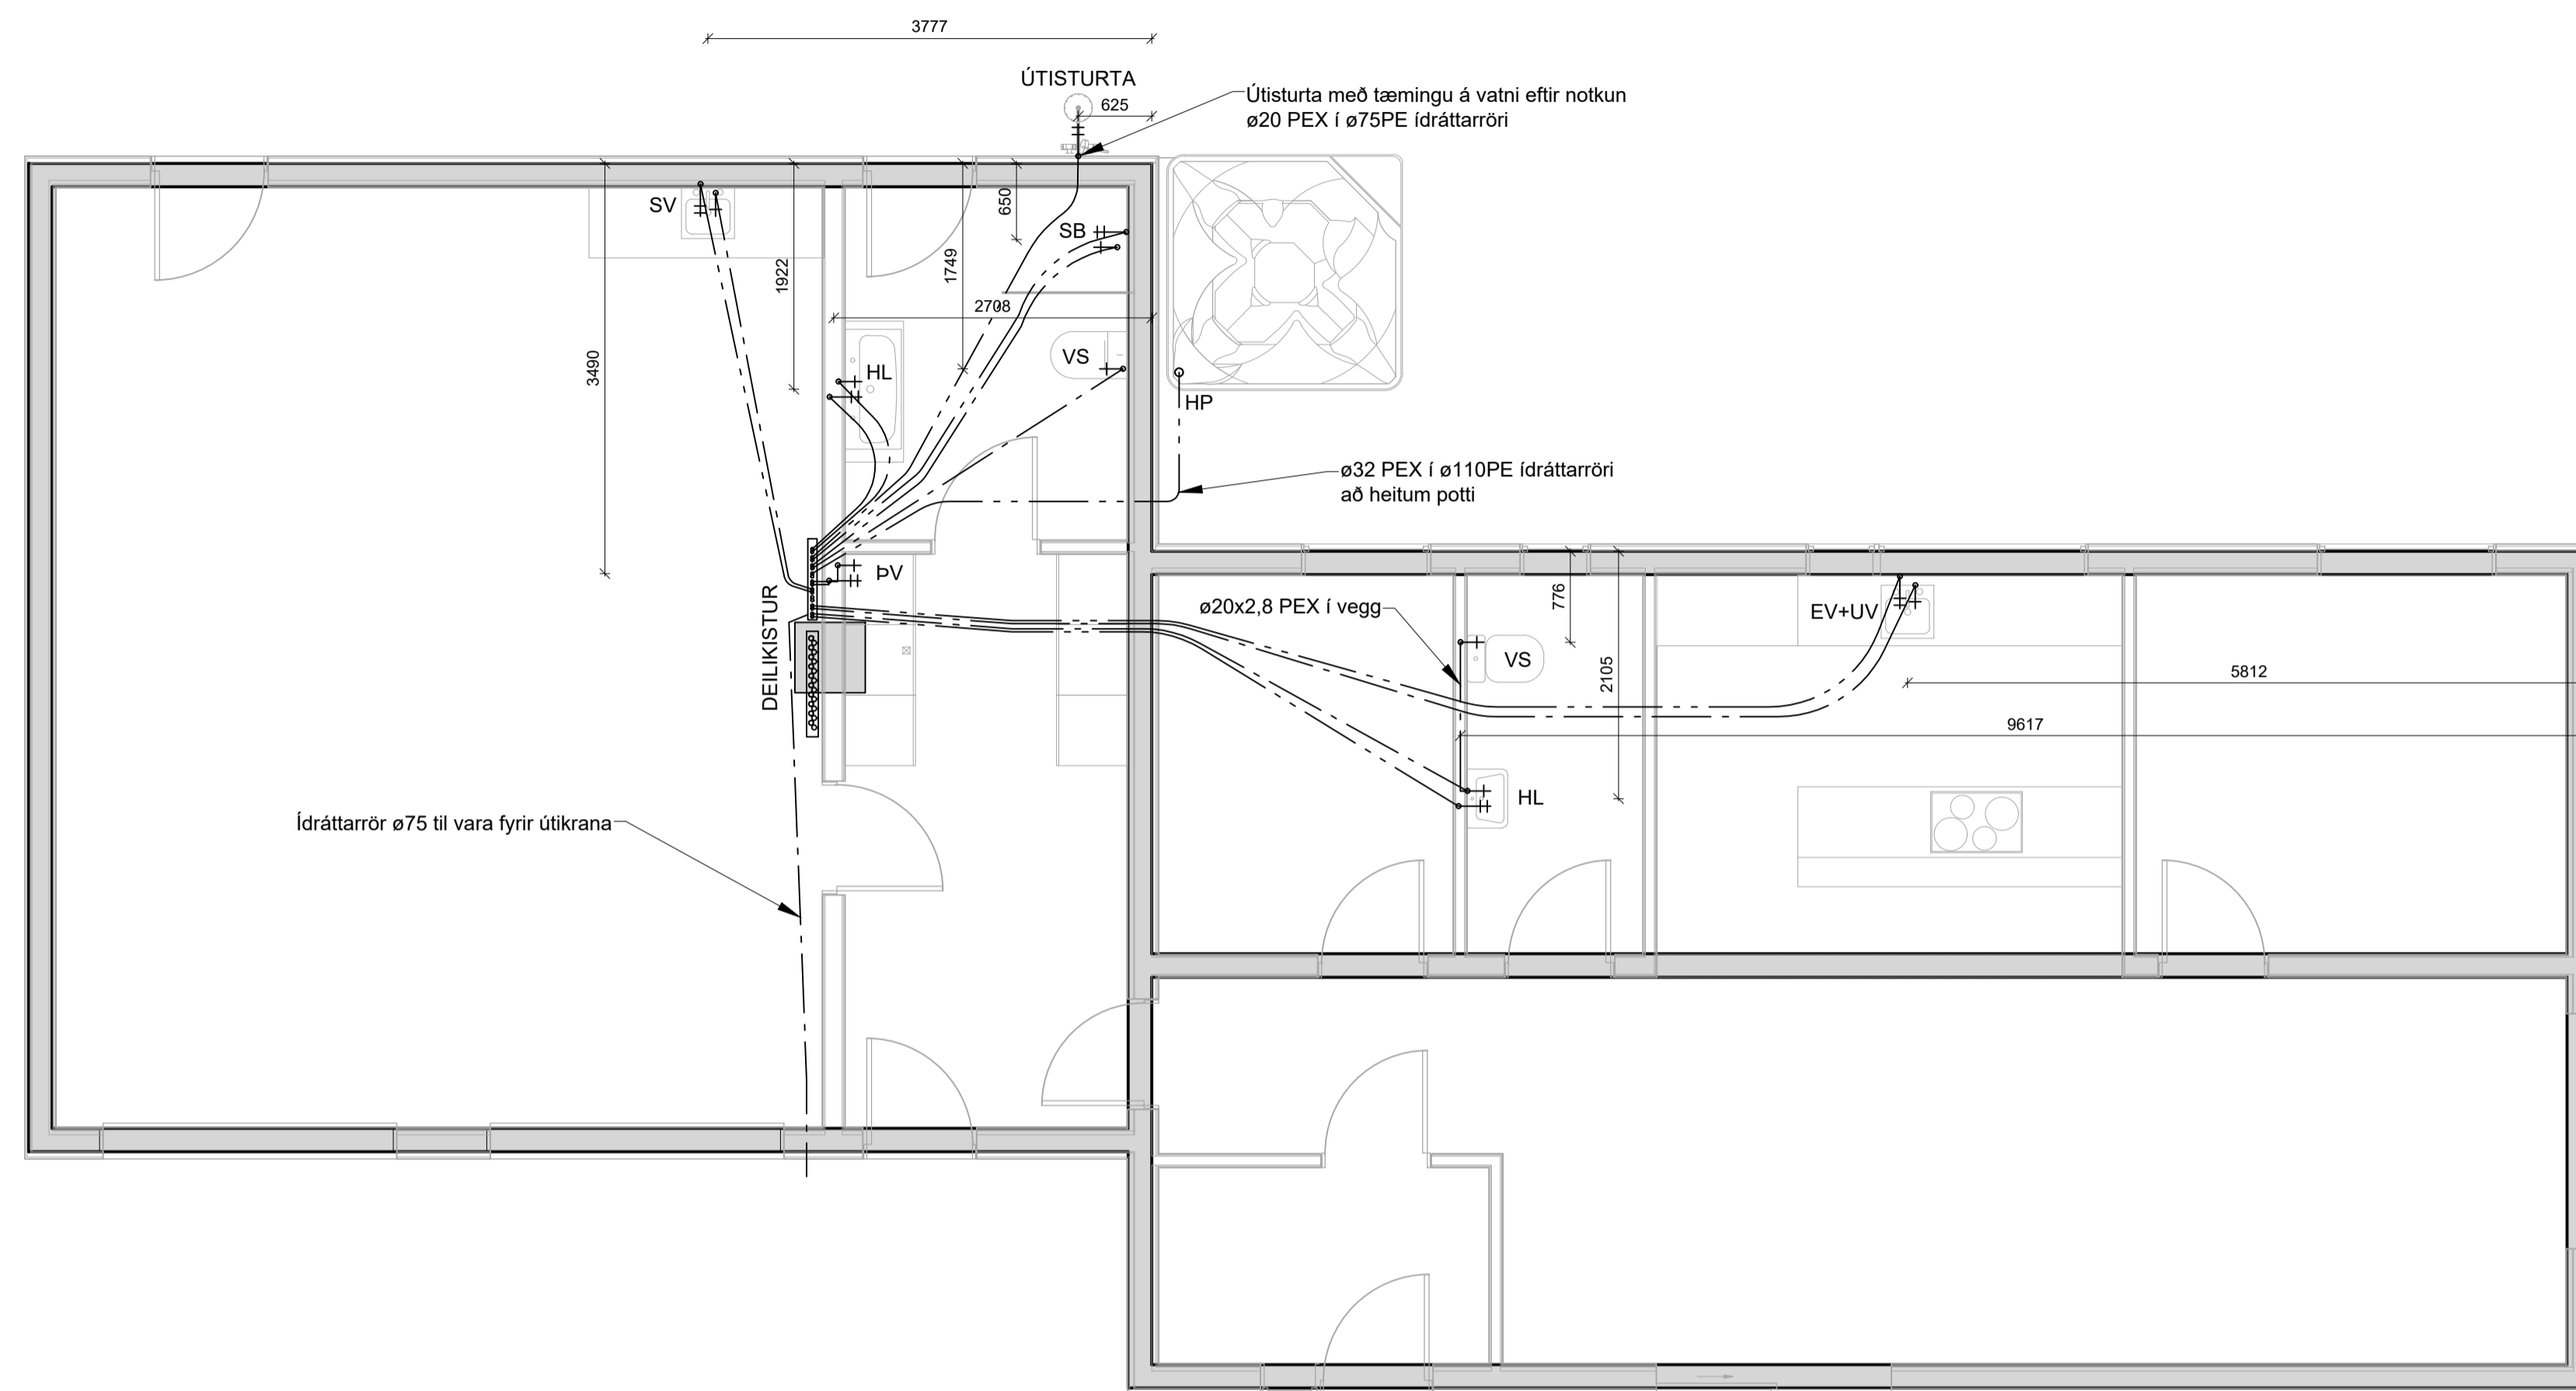 3777
ÚTISTURTA
625
Útisturta með tæmingu á vatni eftir notkun
ø20 PEX í ø75PE ídráttarröri
SV
650
SB
1922
1749
2708
3490
HL
VS
HP
ø32 PEX í ø110PE ídráttarröri
að heitum potti
ÞV
DEILIKISTUR
ø20x2,8 PEX í vegg
776
EV+UV
VS
2105
5812
9617
HL
Ídráttarrör ø75 til vara fyrir útikrana